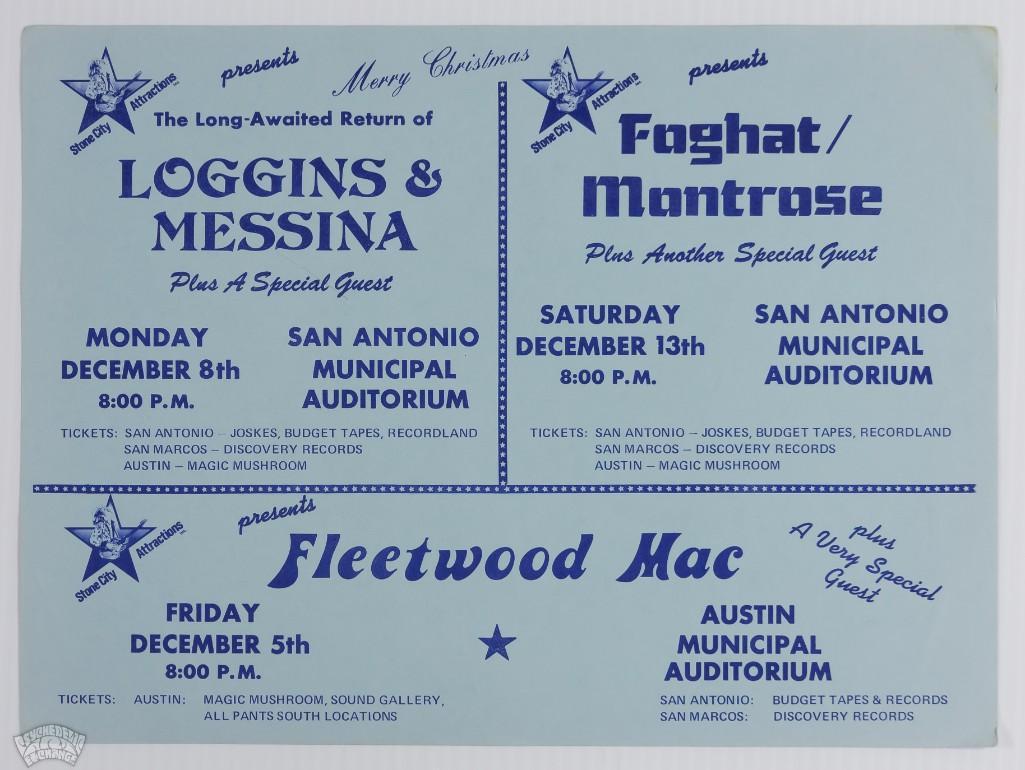 Stone City Attractions INC.
presents
Merry Christmas
The Long-Awaited Return of
LOGGINS &
MESSINA
Plus A Special Guest
MONDAY
DECEMBER 8th
8:00 P.M.
SAN ANTONIO
MUNICIPAL
AUDITORIUM
TICKETS: SAN ANTONIO – JOSKES, BUDGET TAPES, RECORDLAND
SAN MARCOS – DISCOVERY RECORDS
AUSTIN – MAGIC MUSHROOM
Stone City Attractions INC.
presents
Foghat/
Montrose
Plus Another Special Guest
SATURDAY
DECEMBER 13th
8:00 P.M.
SAN ANTONIO
MUNICIPAL
AUDITORIUM
TICKETS: SAN ANTONIO – JOSKES, BUDGET TAPES, RECORDLAND
SAN MARCOS – DISCOVERY RECORDS
AUSTIN – MAGIC MUSHROOM
Stone City Attractions INC.
presents
Fleetwood Mac
plus
A Very Special
Guest
FRIDAY
DECEMBER 5th
8:00 P.M.
AUSTIN
MUNICIPAL
AUDITORIUM
TICKETS: AUSTIN: MAGIC MUSHROOM, SOUND GALLERY,
ALL PANTS SOUTH LOCATIONS
SAN ANTONIO: BUDGET TAPES & RECORDS
SAN MARCOS: DISCOVERY RECORDS
PSYCHEDELIC
EXCHANGE